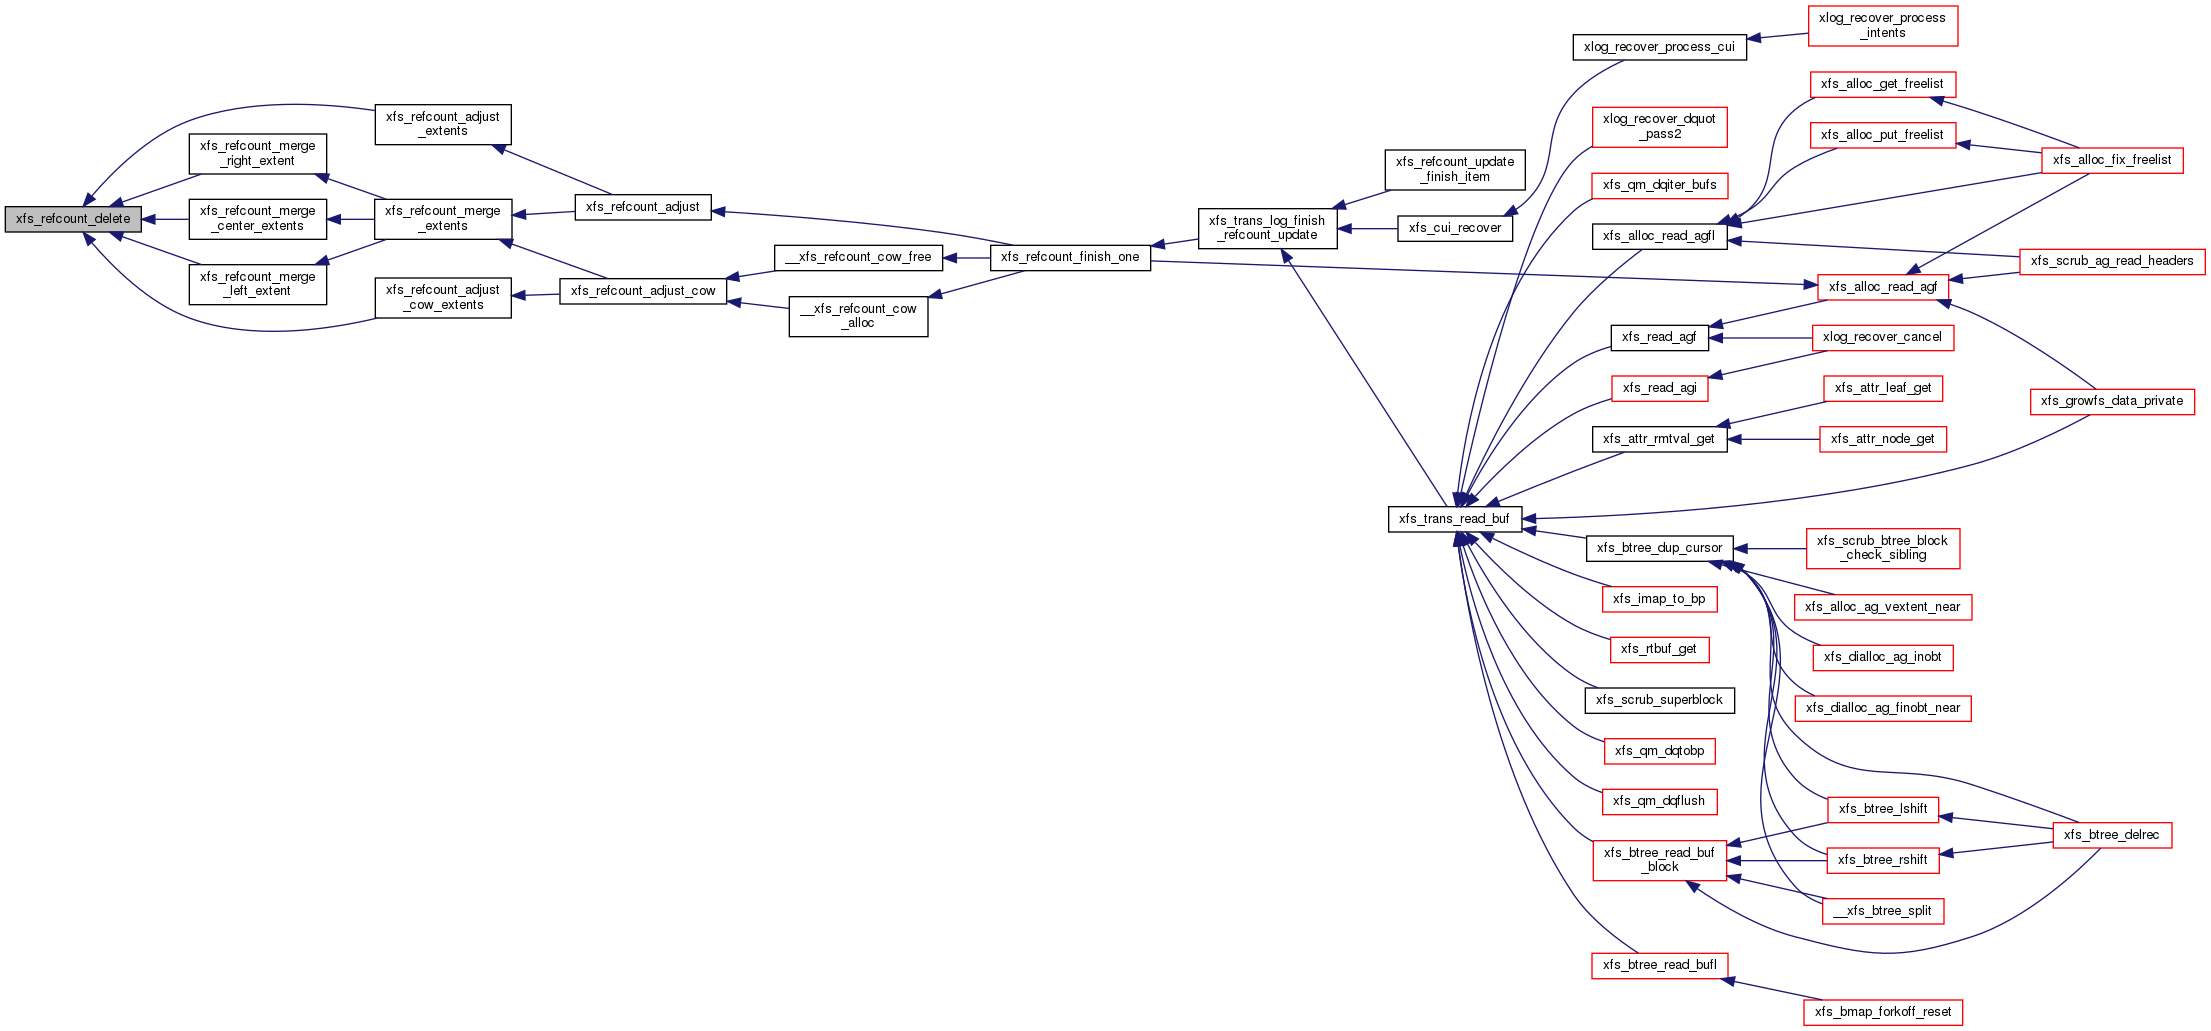 xfs_refcount_delete
xfs_refcount_adjust
_extents
xfs_refcount_merge
_right_extent
xfs_refcount_merge
_center_extents
xfs_refcount_merge
_left_extent
xfs_refcount_adjust
_cow_extents
xfs_refcount_merge
_extents
xfs_refcount_adjust
xfs_refcount_adjust_cow
__xfs_refcount_cow_free
__xfs_refcount_cow
_alloc
xfs_refcount_finish_one
xfs_trans_log_finish
_refcount_update
xfs_refcount_update
_finish_item
xfs_cui_recover
xfs_trans_read_buf
xlog_recover_process_cui
xlog_recover_process
_intents
xlog_recover_dquot
_pass2
xfs_qm_dqiter_bufs
xfs_alloc_read_agfl
xfs_read_agf
xfs_read_agi
xfs_attr_rmtval_get
xfs_btree_dup_cursor
xfs_imap_to_bp
xfs_rtbuf_get
xfs_scrub_superblock
xfs_qm_dqtobp
xfs_qm_dqflush
xfs_btree_read_buf
_block
xfs_btree_read_bufl
xfs_alloc_get_freelist
xfs_alloc_put_freelist
xfs_alloc_fix_freelist
xfs_scrub_ag_read_headers
xfs_alloc_read_agf
xlog_recover_cancel
xfs_attr_leaf_get
xfs_growfs_data_private
xfs_attr_node_get
xfs_scrub_btree_block
_check_sibling
xfs_alloc_ag_vextent_near
xfs_dialloc_ag_inobt
xfs_dialloc_ag_finobt_near
xfs_btree_lshift
xfs_btree_delrec
xfs_btree_rshift
__xfs_btree_split
xfs_bmap_forkoff_reset